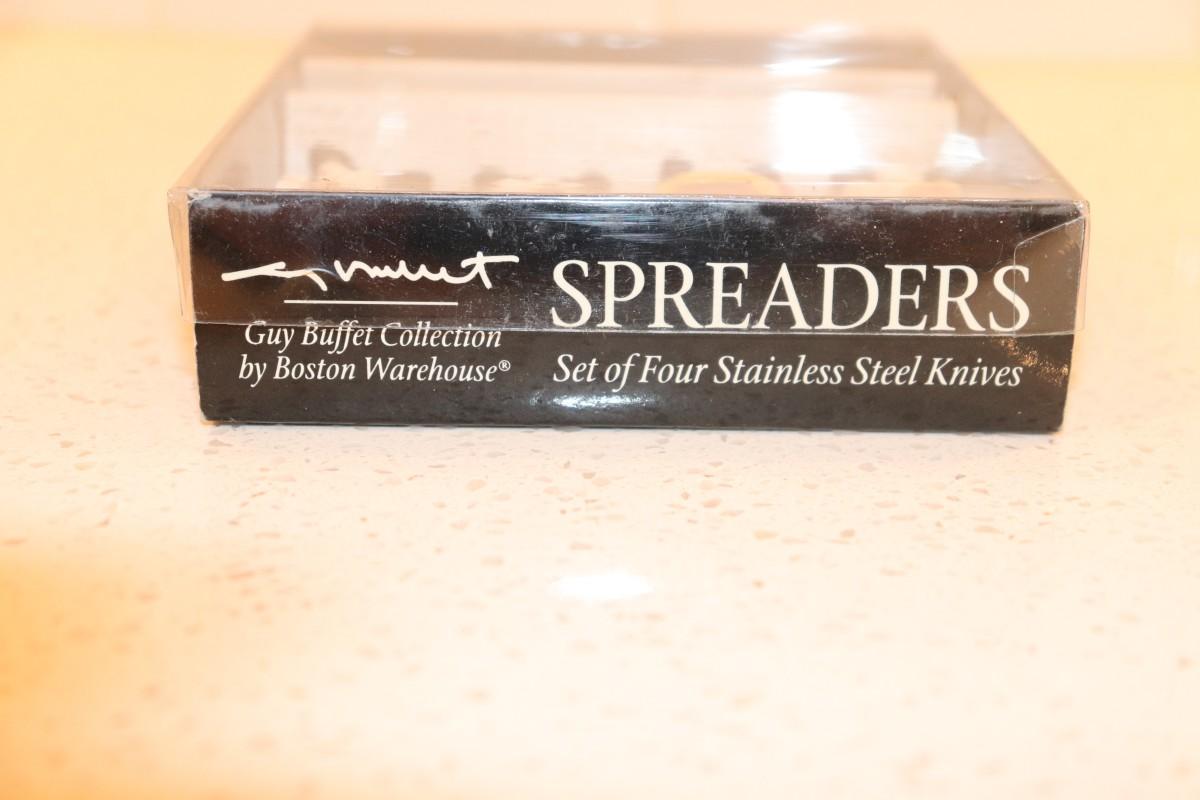 Guy Buffet Collection
by Boston Warehouse®
SPREADERS
Set of Four Stainless Steel Knives